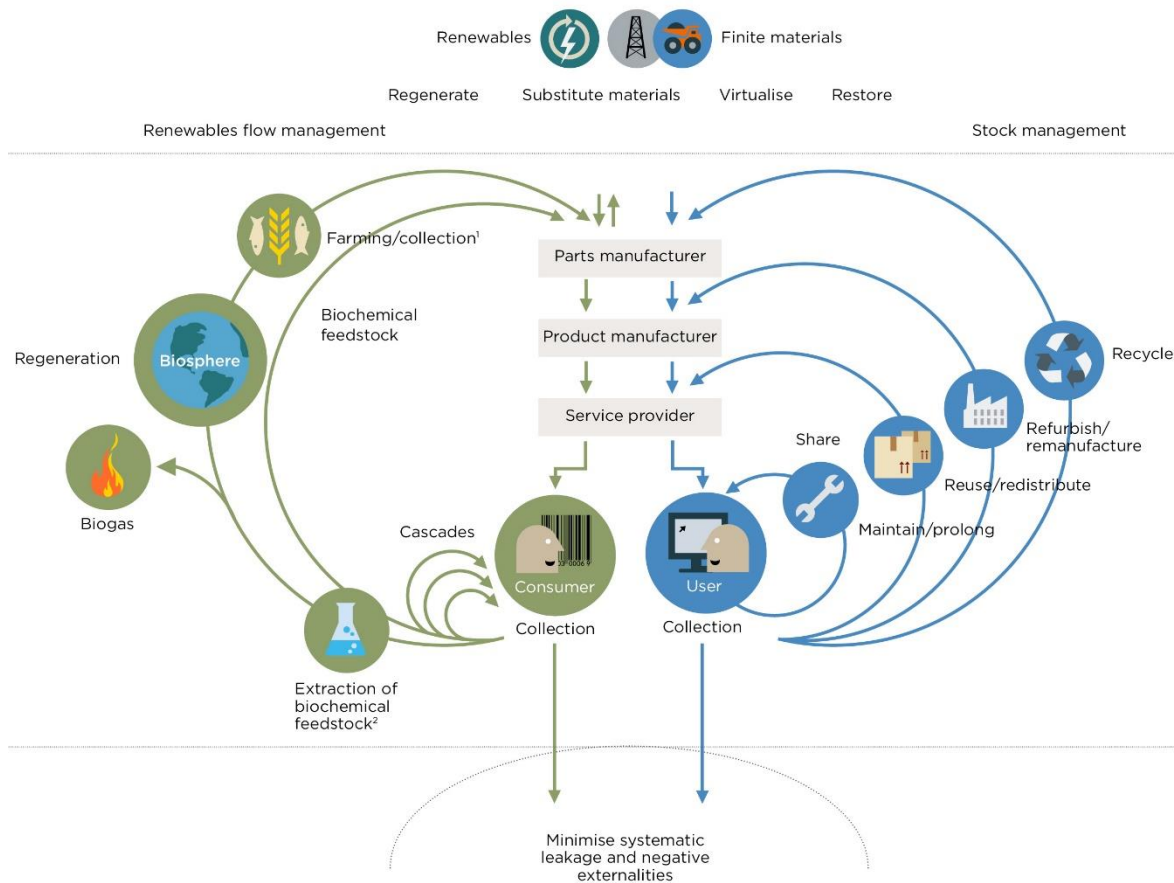 Renewables
Finite materials
Regenerate
Substitute materials
Virtualise
Restore
Renewables flow management
Stock management
Farming/collection¹
Parts manufacturer
Biochemical
feedstock
Product manufacturer
Regeneration
Biosphere
Recycle
Service provider
Share
Refurbish/
remanufacture
Reuse/redistribute
Biogas
Maintain/prolong
Cascades
Consumer
User
Collection
Collection
Extraction of
biochemical
feedstock²
Minimise systematic
leakage and negative
externalities